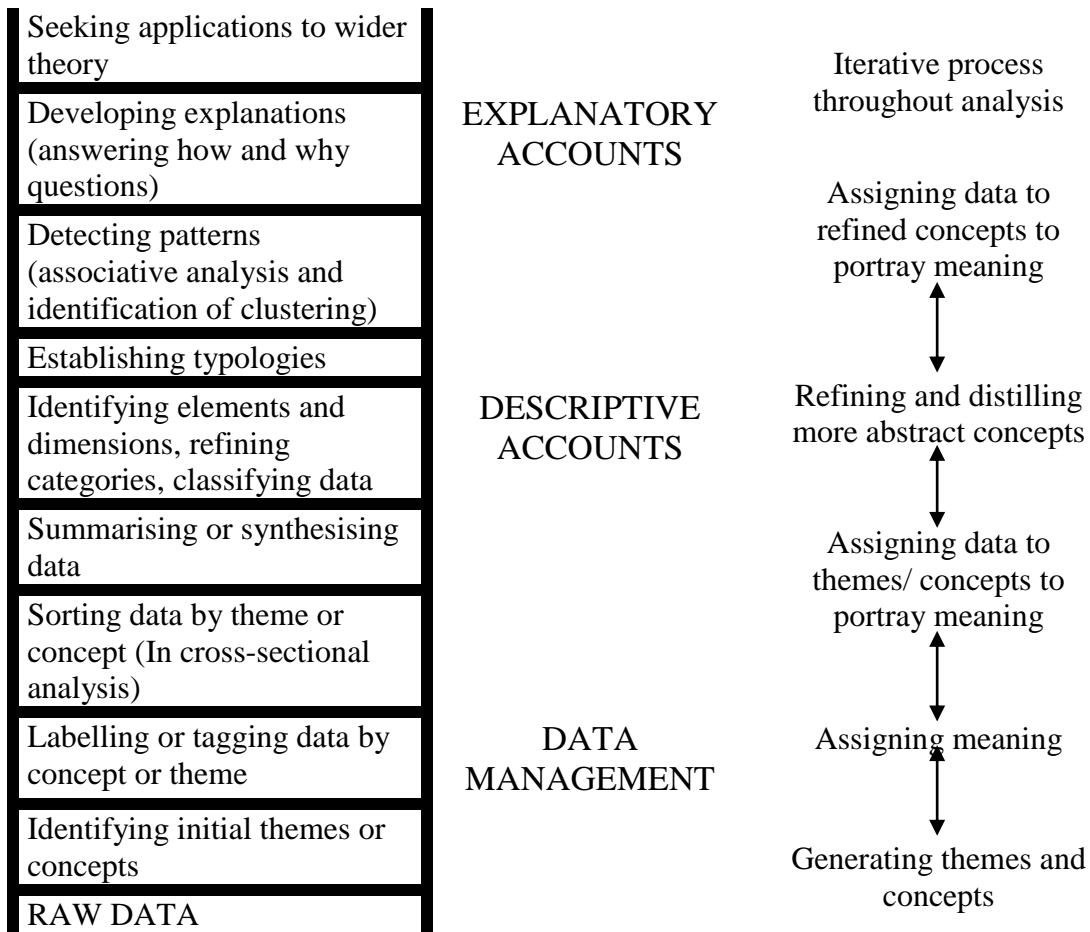 Seeking applications to wider
theory
Developing explanations
(answering how and why
questions)
Detecting patterns
(associative analysis and
identification of clustering)
Establishing typologies
Identifying elements and
dimensions, refining
categories, classifying data
Summarising or synthesising
data
Sorting data by theme or
concept (In cross-sectional
analysis)
Labelling or tagging data by
concept or theme
Identifying initial themes or
concepts
RAW DATA
EXPLANATORY
ACCOUNTS
DESCRIPTIVE
ACCOUNTS
DATA
MANAGEMENT
Iterative process
throughout analysis
Assigning data to
refined concepts to
portray meaning
Refining and distilling
more abstract concepts
Assigning data to
themes/ concepts to
portray meaning
Assigning meaning
Generating themes and
concepts